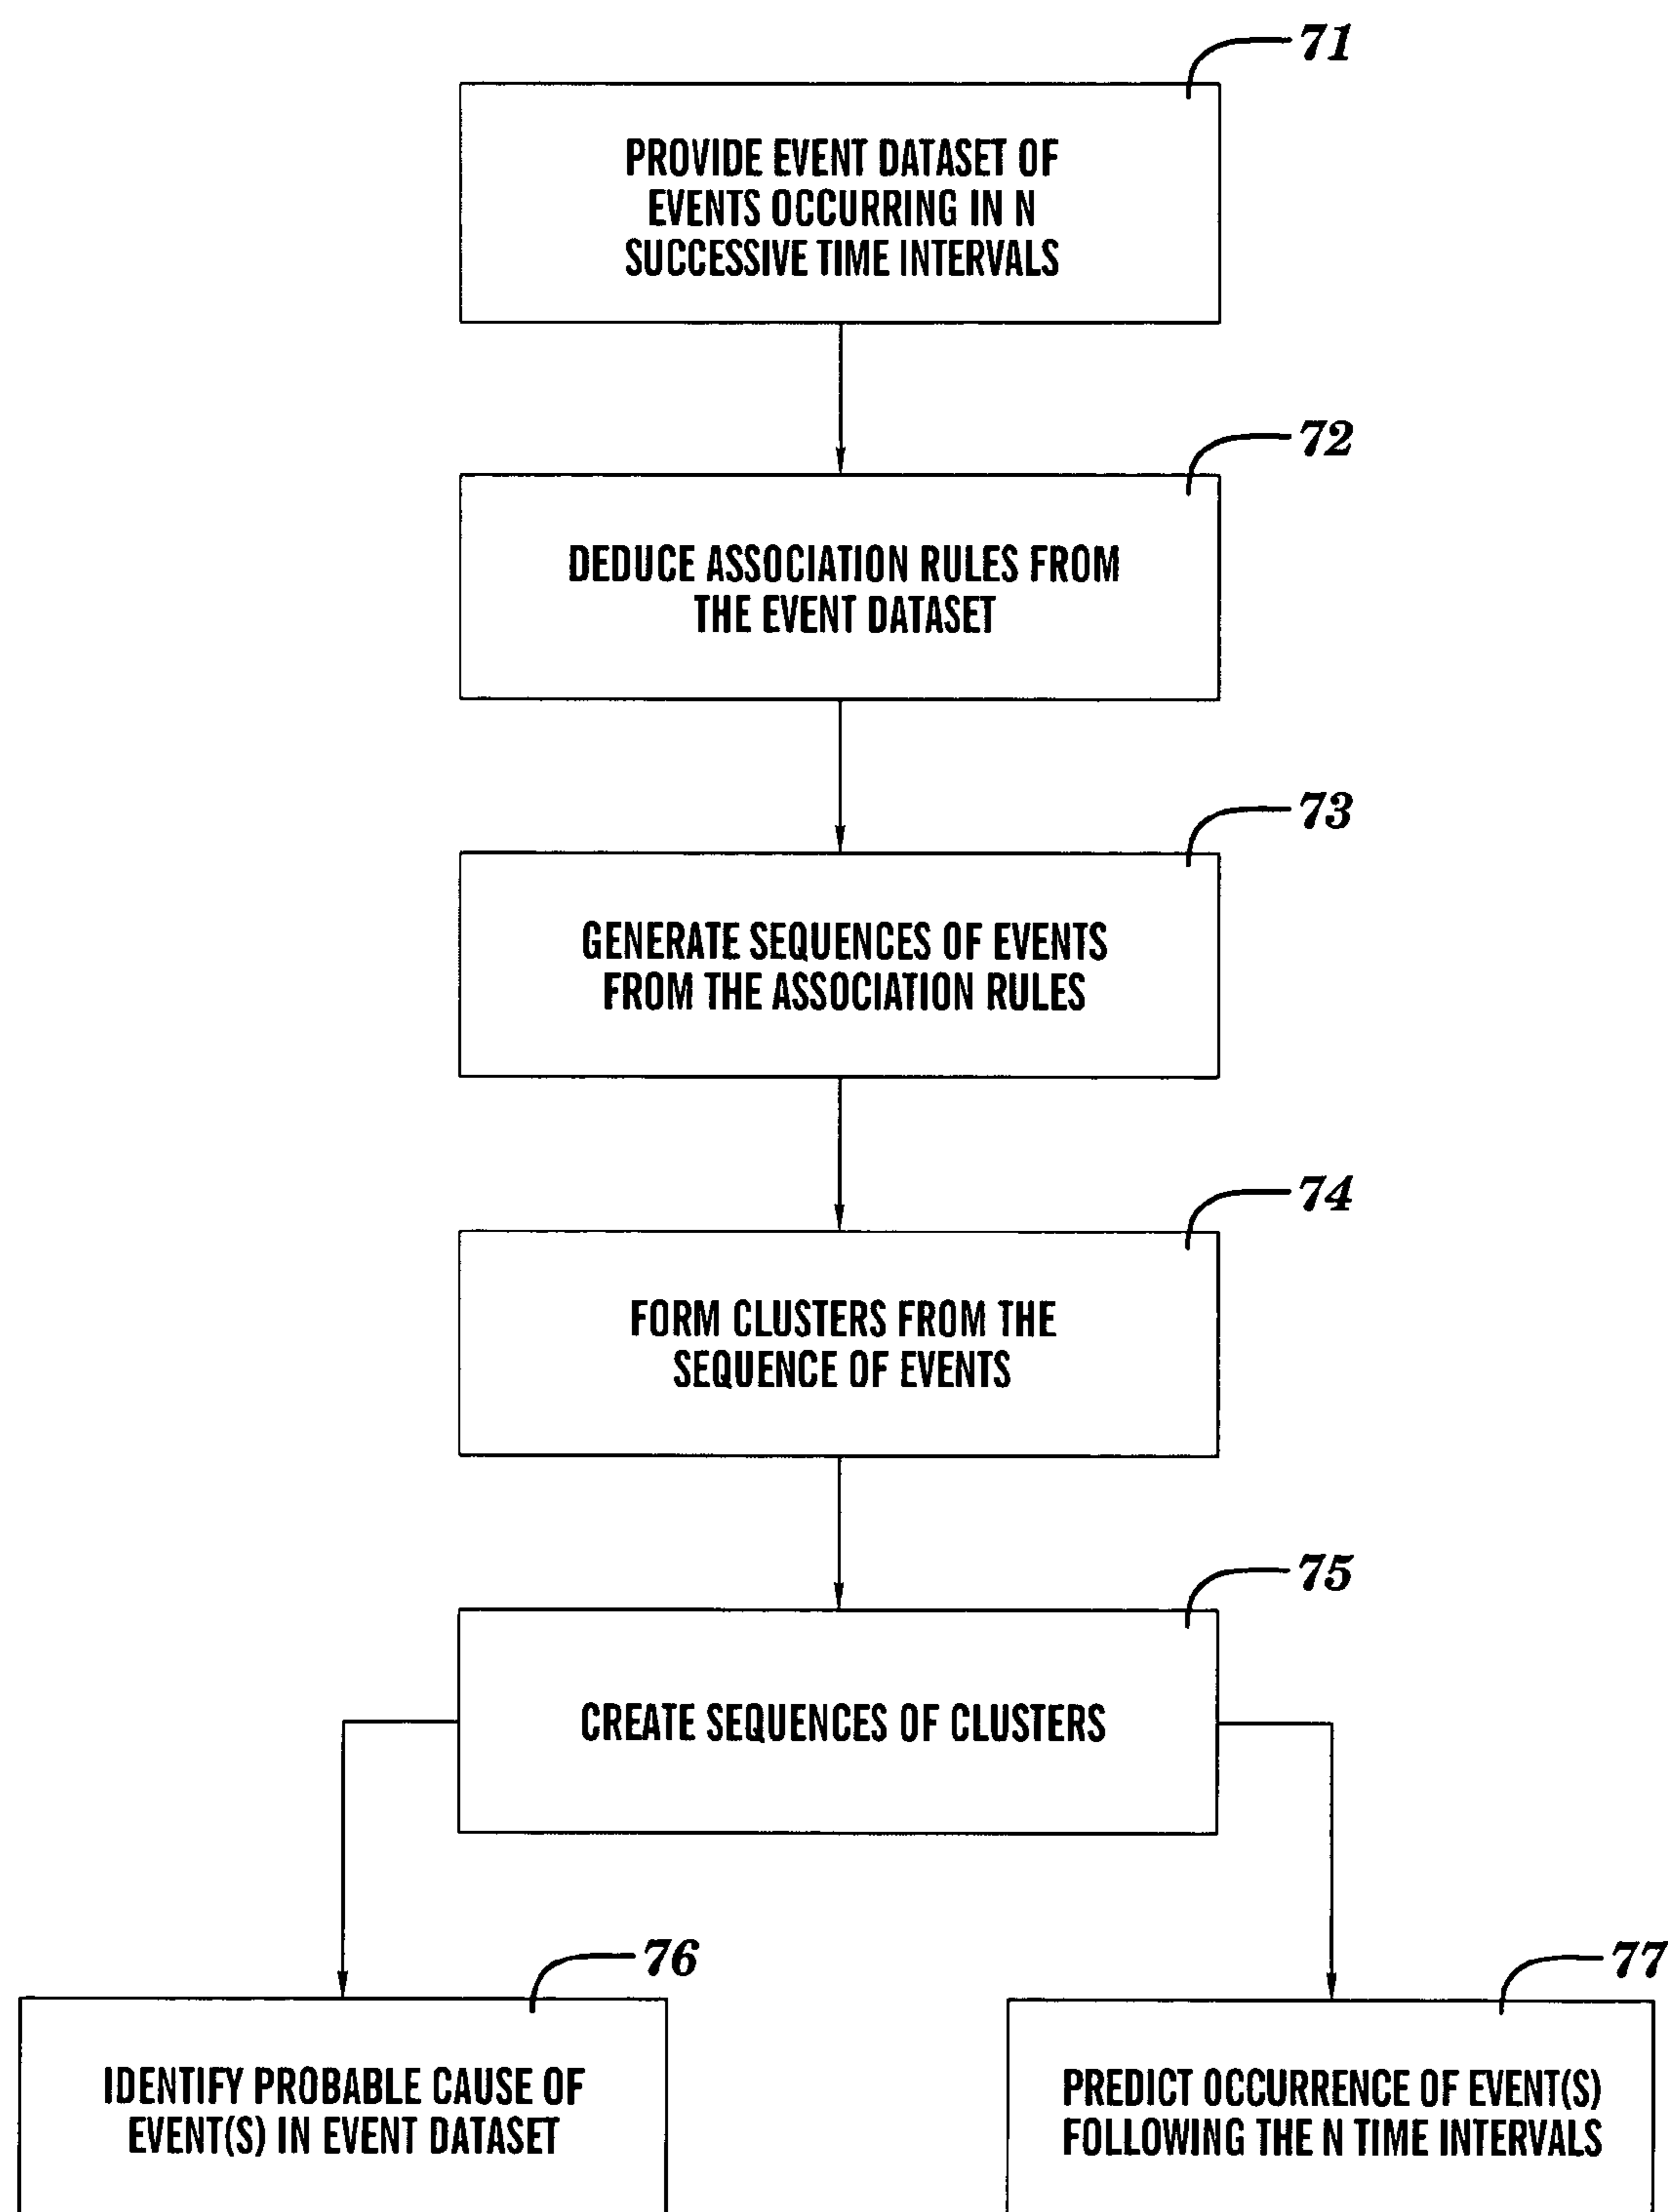 71
PROVIDE EVENT DATASET OF
EVENTS OCCURRING IN N
SUCCESSIVE TIME INTERVALS
72
DEDUCE ASSOCIATION RULES FROM
THE EVENT DATASET
73
GENERATE SEQUENCES OF EVENTS
FROM THE ASSOCIATION RULES
74
FORM CLUSTERS FROM THE
SEQUENCE OF EVENTS
75
CREATE SEQUENCES OF CLUSTERS
76
IDENTIFY PROBABLE CAUSE OF
EVENT(S) IN EVENT DATASET
77
PREDICT OCCURRENCE OF EVENT(S)
FOLLOWING THE N TIME INTERVALS